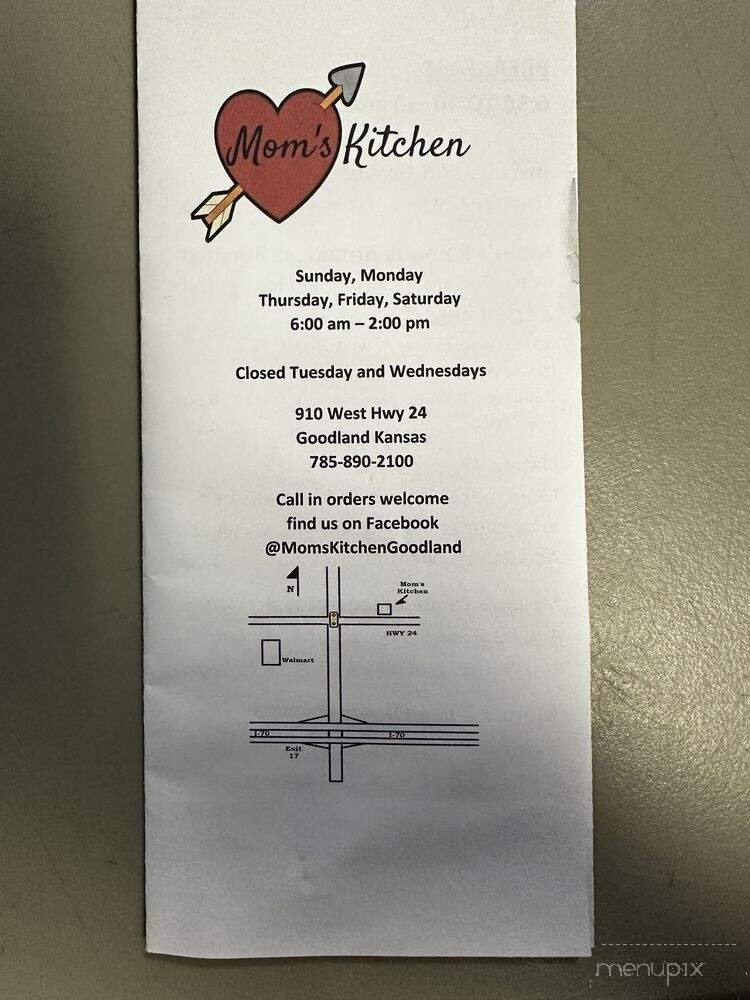 Mom's Kitchen
Sunday, Monday
Thursday, Friday, Saturday
6:00 am – 2:00 pm
Closed Tuesday and Wednesdays
910 West Hwy 24
Goodland Kansas
785-890-2100
Call in orders welcome
find us on Facebook
@MomsKitchenGoodland
N
Mom's
Kitchen
HWY 24
Walmart
I-70
I-70
Exit
17
menupix